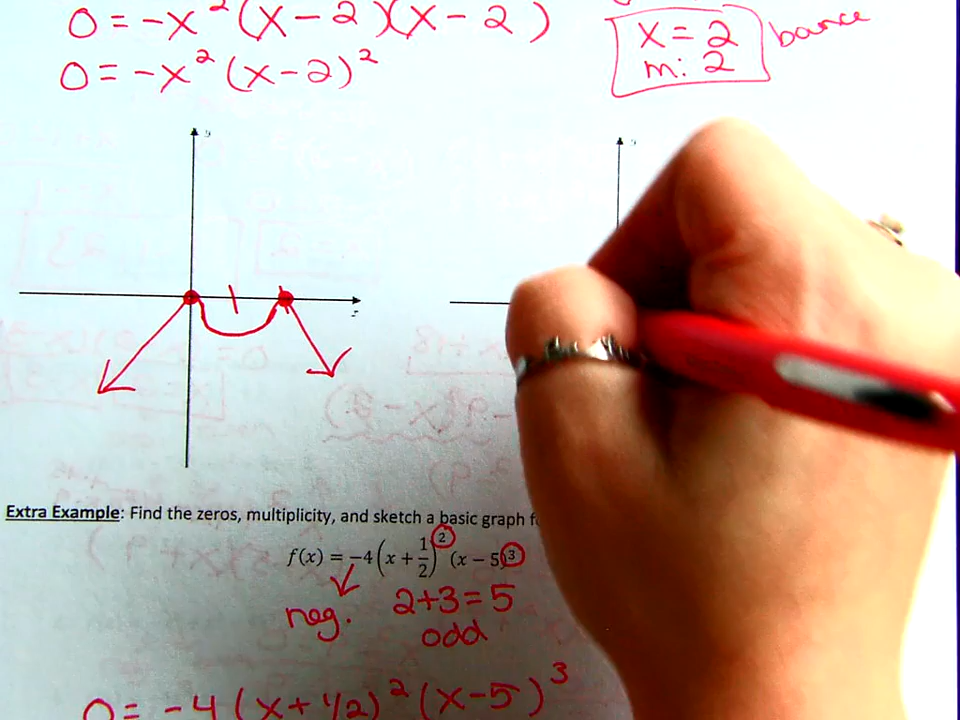 0 = -x²(x-2)(x-2)
0 = -x²(x-2)²
x = 2
m: 2
bounce
y
x
y
Extra Example: Find the zeros, multiplicity, and sketch a basic graph
f(x) = -4(x + 1/2)²(x - 5)³
neg.
2+3=5
odd
0 = -4(x+1/2)²(x-5)³